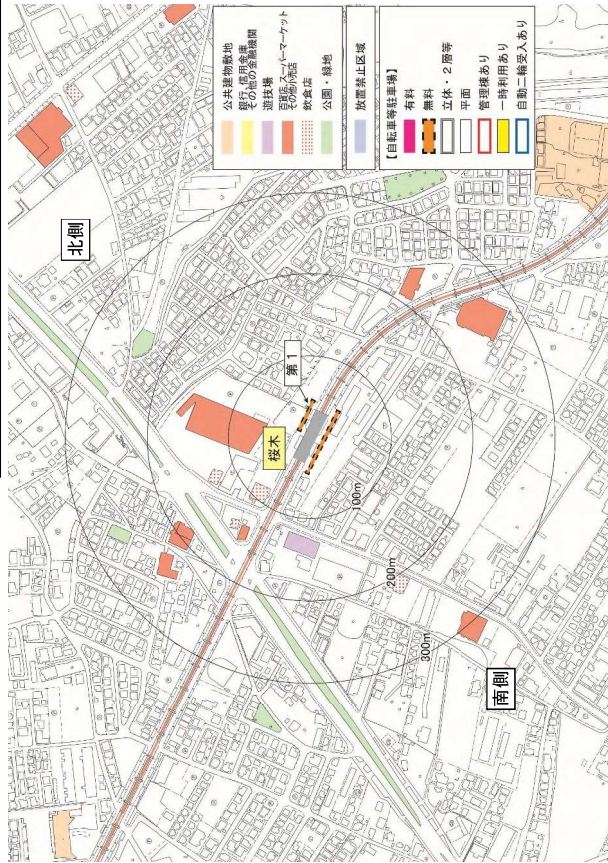 北側
桜木
第1
100m
200m
300m
南側
公共建物敷地
銀行、信用金庫
その他の金融機関
遊技場
百貨店、スーパーマーケット
その他小売店
飲食店
公園・緑地
放置禁止区域
【自転車等駐車場】
有料
無料
立体・2層等
平面
管理棟あり
一時利用あり
自動二輪受入あり